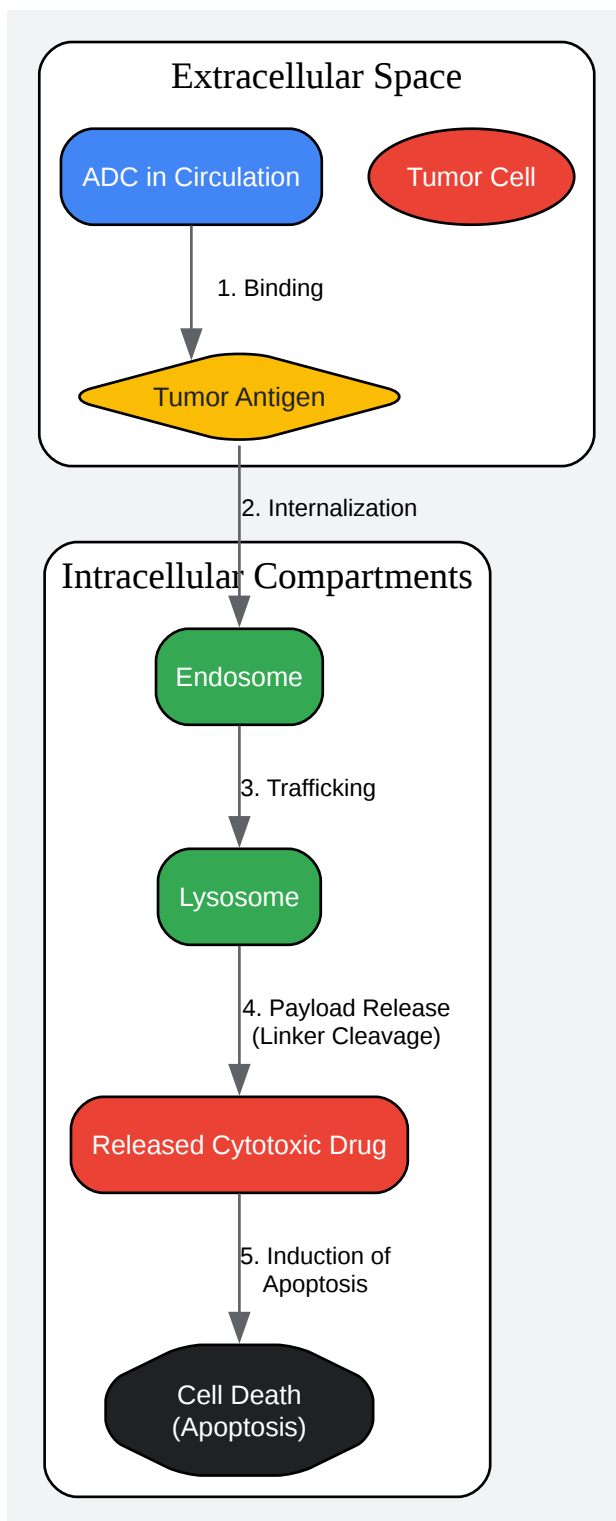 Extracellular Space
ADC in Circulation
Tumor Cell
1. Binding
Tumor Antigen
2. Internalization
Intracellular Compartments
Endosome
3. Trafficking
Lysosome
4. Payload Release
(Linker Cleavage)
Released Cytotoxic Drug
5. Induction of
Apoptosis
Cell Death
(Apoptosis)